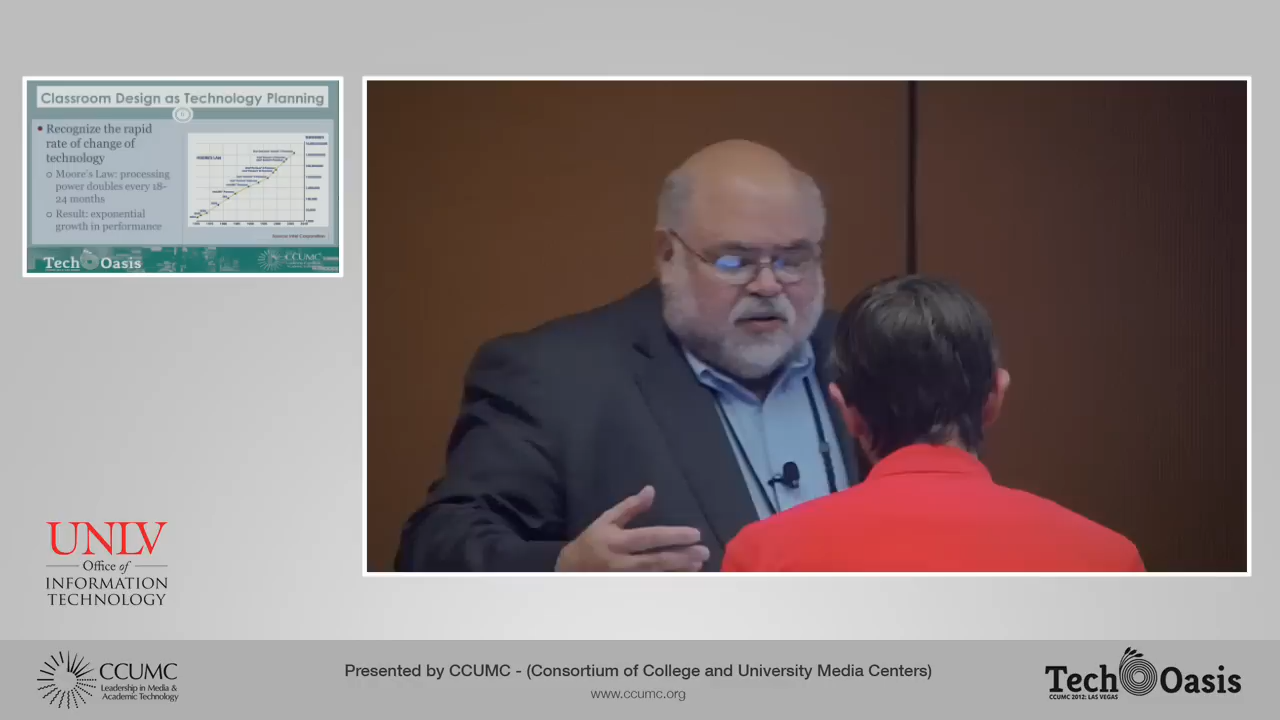 Classroom Design as Technology Planning
Recognize the rapid
rate of change of
technology
Moore's Law: processing
power doubles every 18-
24 months
Result: exponential
growth in performance
MOORE'S LAW
Tech Oasis
CCUMC
UNLV
Office of
INFORMATION
TECHNOLOGY
CCUMC
Leadership in Media &
Academic Technology
Presented by CCUMC - (Consortium of College and University Media Centers)
www.ccumc.org
Tech Oasis
CCUMC 2012: LAS VEGAS